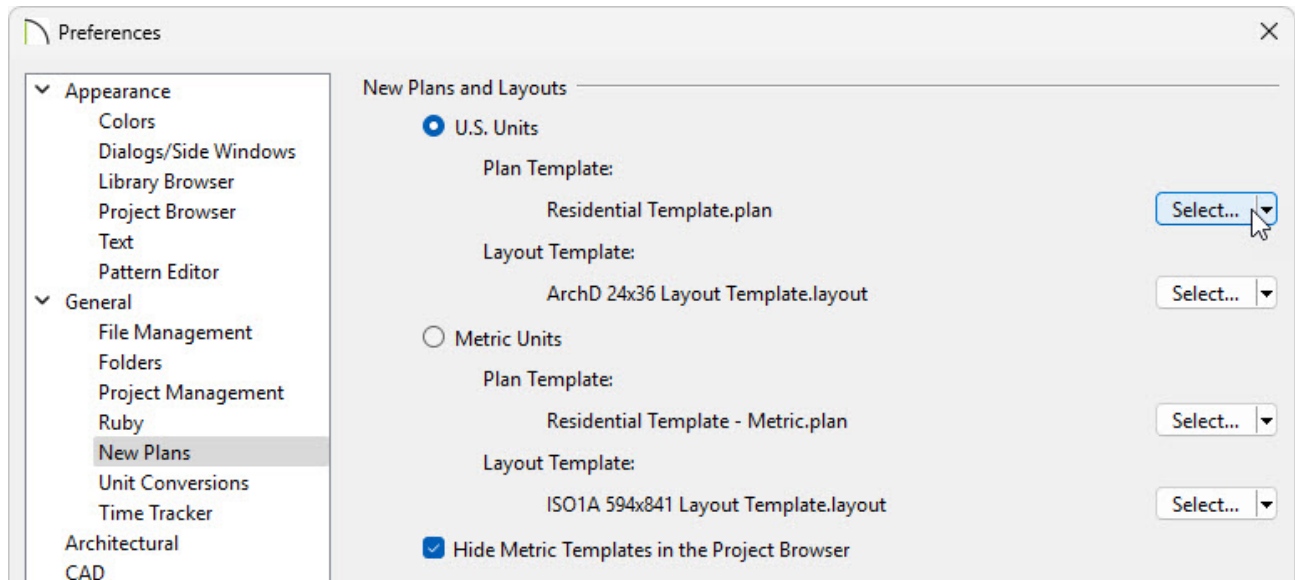 Preferences
Appearance
Colors
Dialogs/Side Windows
Library Browser
Project Browser
Text
Pattern Editor
General
File Management
Folders
Project Management
Ruby
New Plans
Unit Conversions
Time Tracker
Architectural
CAD
New Plans and Layouts
U.S. Units
Plan Template:
Residential Template.plan
Select...
Layout Template:
ArchD 24x36 Layout Template.layout
Select...
Metric Units
Plan Template:
Residential Template - Metric.plan
Select...
Layout Template:
ISO1A 594x841 Layout Template.layout
Select...
Hide Metric Templates in the Project Browser